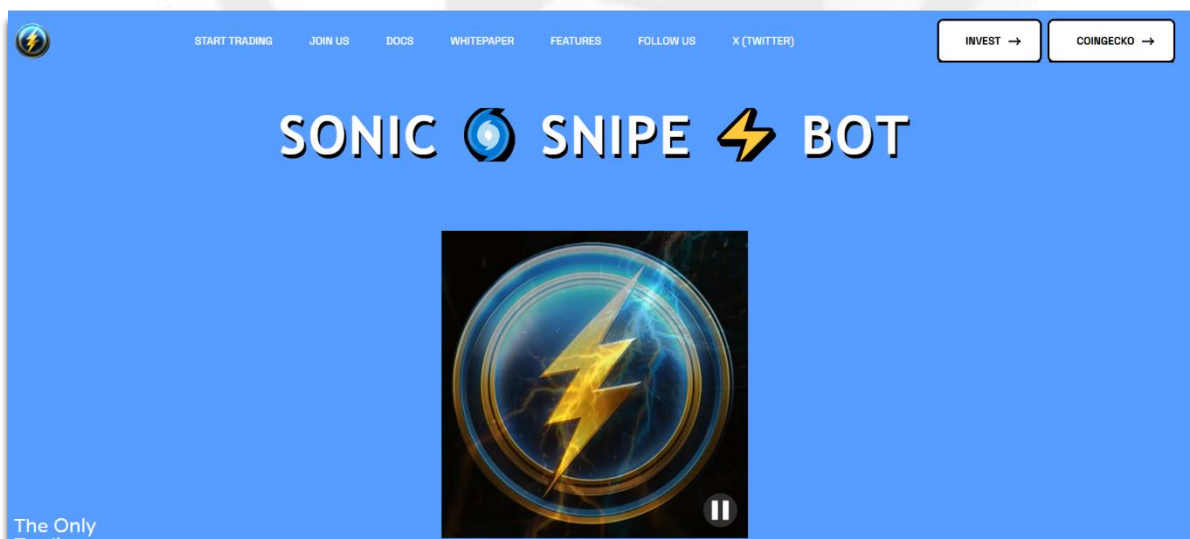 START TRADING JOIN US DOCS WHITEPAPER FEATURES FOLLOW US X (TWITTER) INVEST → COINGECKO →
SONIC 🌀 SNIPE ⚡ BOT
The Only